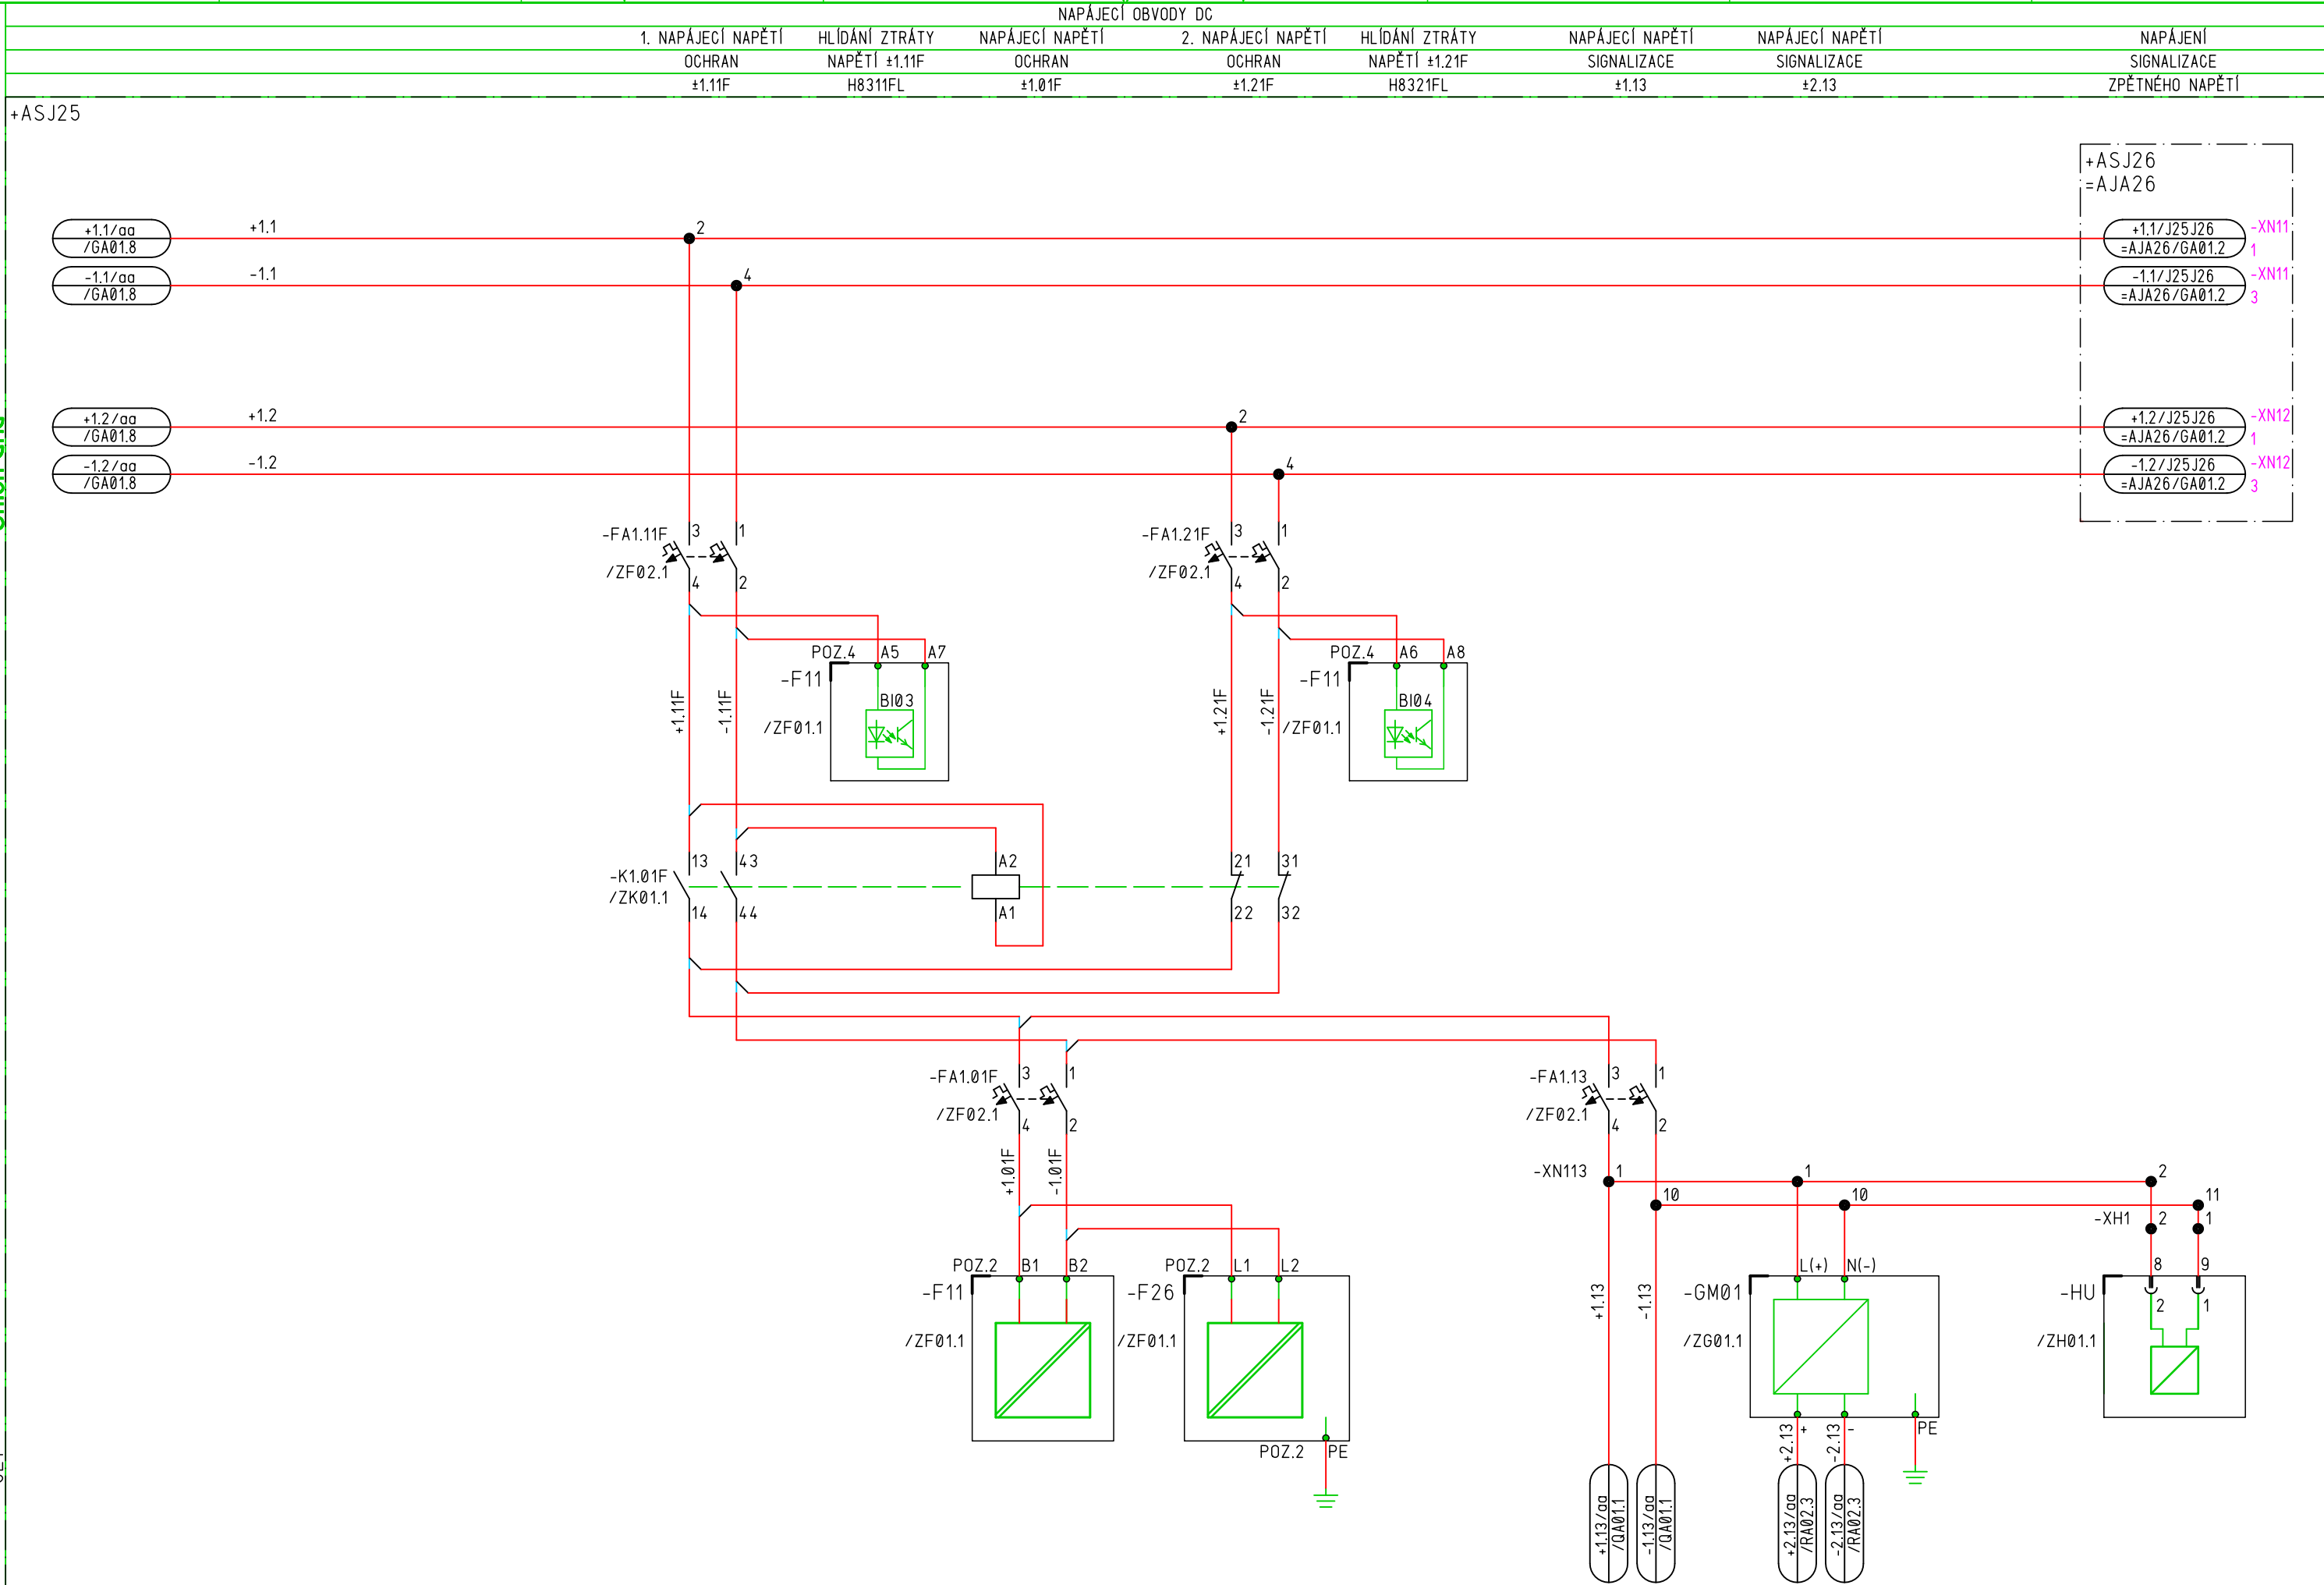 NAPÁJECÍ OBVODY DC
1. NAPÁJECÍ NAPĚTÍ HLÍDÁNÍ ZTRÁTY NAPÁJECÍ NAPĚTÍ 2. NAPÁJECÍ NAPĚTÍ HLÍDÁNÍ ZTRÁTY NAPÁJECÍ NAPĚTÍ NAPÁJECÍ NAPĚTÍ NAPÁJENÍ
OCHRAN NAPĚTÍ ±1.11F OCHRAN OCHRAN NAPĚTÍ ±1.21F SIGNALIZACE SIGNALIZACE SIGNALIZACE
±1.11F H8311FL ±1.01F ±1.21F H8321FL ±1.13 ±2.13 ZPĚTNÉHO NAPĚTÍ
+ASJ25
+ASJ26
=AJA26
+1.1/aa +1.1 2 +1.1/J25J26 -XN11
/GA01.8 =AJA26/GA01.2 1
-1.1/aa -1.1 4 -1.1/J25J26 -XN11
/GA01.8 =AJA26/GA01.2 3
+1.2/aa +1.2 2 +1.2/J25J26 -XN12
/GA01.8 =AJA26/GA01.2 1
-1.2/aa -1.2 4 -1.2/J25J26 -XN12
/GA01.8 =AJA26/GA01.2 3
-FA1.11F 3 1 -FA1.21F 3 1
/ZF02.1 4 2 /ZF02.1 4 2
POZ.4 A5 A7 POZ.4 A6 A8
-F11 -F11
+1.11F -1.11F BI03 +1.21F -1.21F BI04
/ZF01.1 /ZF01.1
13 43 A2 21 31
-K1.01F
/ZK01.1
14 44 A1 22 32
-FA1.01F 3 1 -FA1.13 3 1
/ZF02.1 4 2 /ZF02.1 4 2
+1.01F -1.01F -XN113 1 1 2
10 10 11
-XH1 2 1
POZ.2 B1 B2 POZ.2 L1 L2 L(+) N(-) 8 9
-F11 -F26 +1.13 -1.13 -GM01 -HU 2 1
/ZF01.1 /ZF01.1 /ZG01.1 /ZH01.1
+2.13 + -2.13 - PE
POZ.2 PE
+1.13/aa -1.13/aa +2.13/aa -2.13/aa
/QA01.1 /QA01.1 /RA02.3 /RA02.3